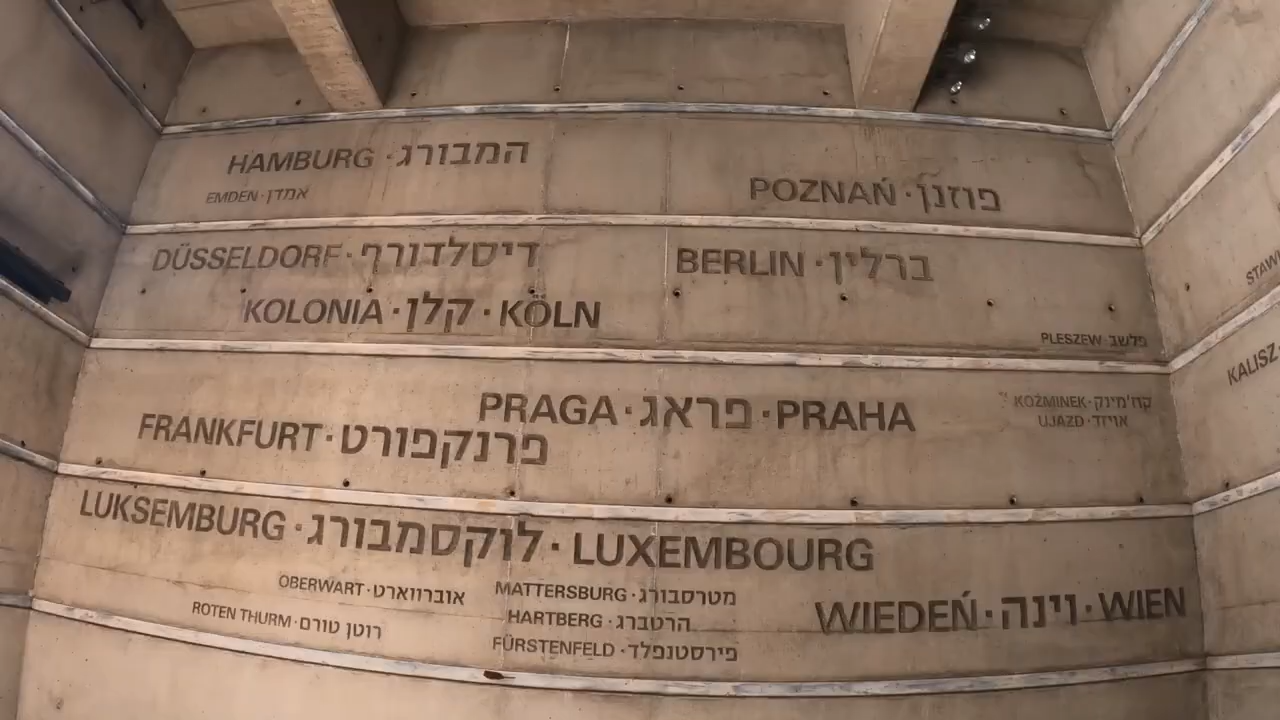 HAMBURG · המבורג
EMDEN · אמדן
POZNAŃ · פוזנן
DÜSSELDORF · דיסלדורף
BERLIN · ברלין
KOLONIA · קלן · KÖLN
PLESZEW · פלשב
PRAGA · פראג · PRAHA
KOŹMINEK · קוז'מינק
UJAZD · אויזד
FRANKFURT · פרנקפורט
LUKSEMBURG · לוקסמבורג · LUXEMBOURG
OBERWART · אוברווארט
MATTERSBURG · מטרסבורג
ROTEN THURM · רוטן טורם
HARTBERG · הרטברג
FÜRSTENFELD · פירסטנפלד
WIEDEŃ · וינה · WIEN
KALISZ